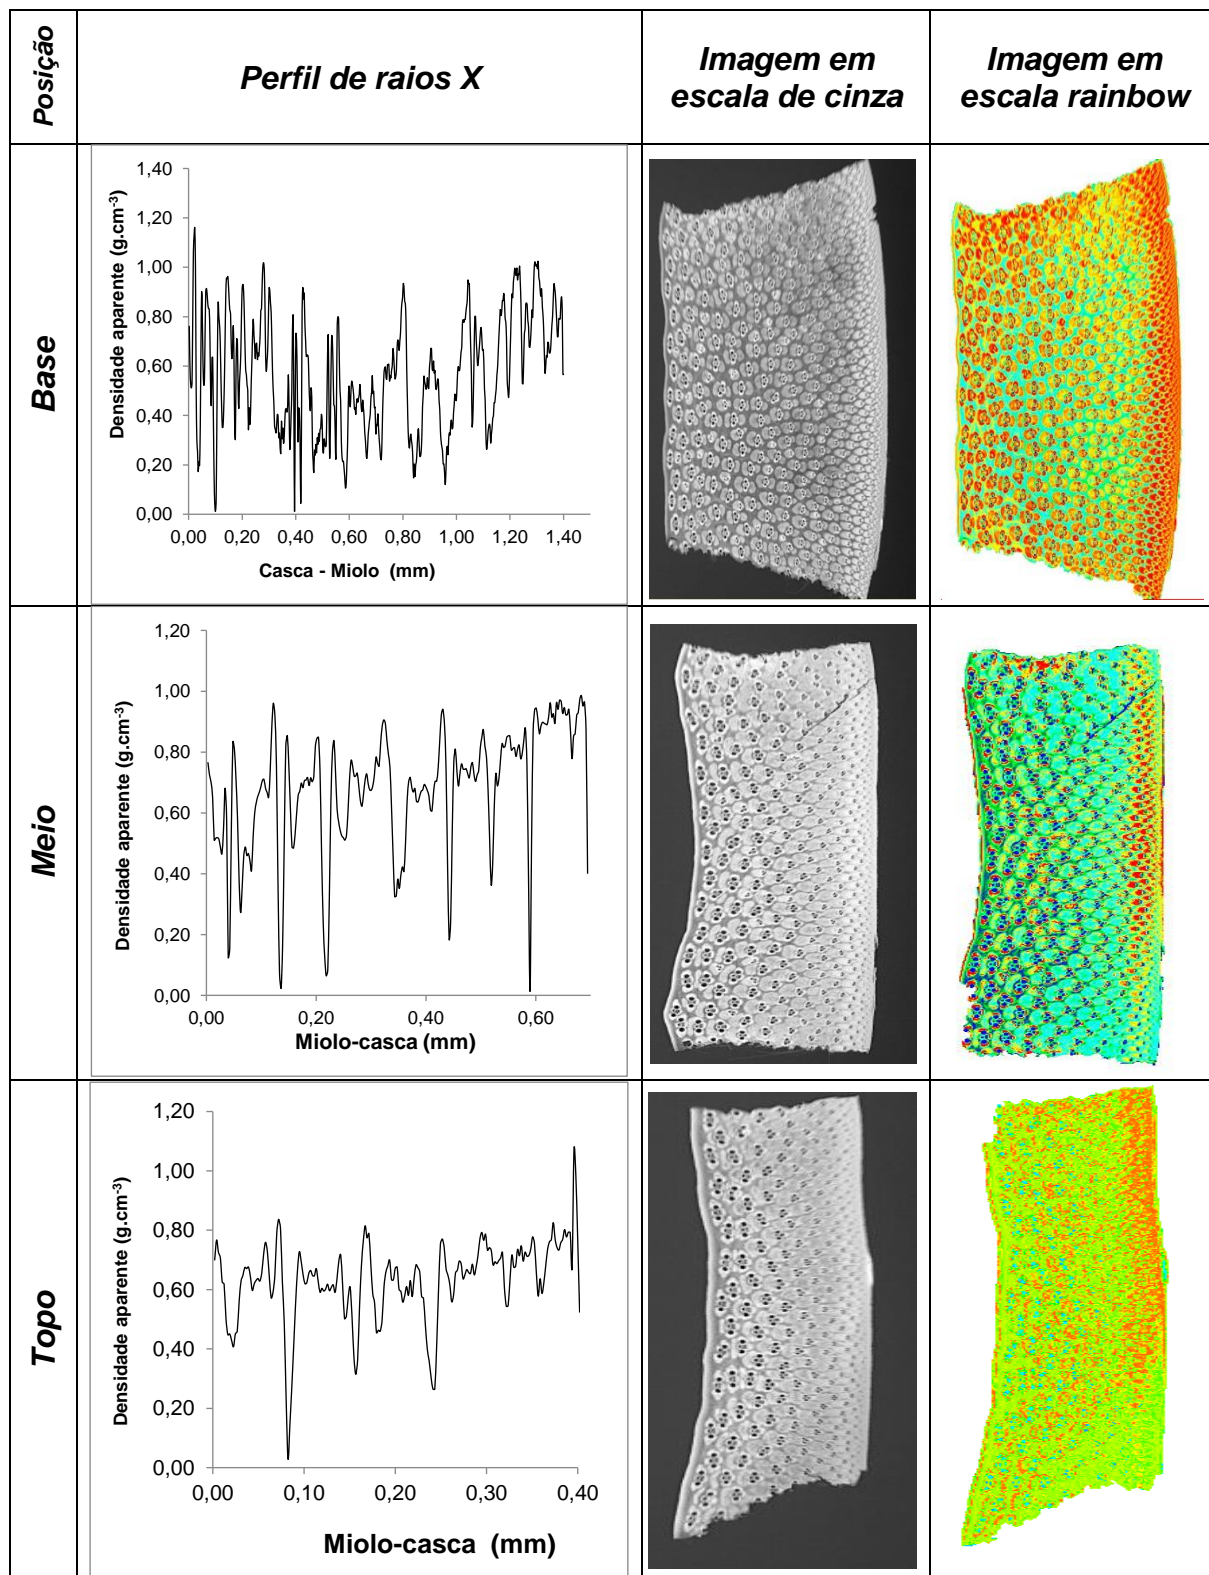 Posição
Perfil de raios X
Imagem em
escala de cinza
Imagem em
escala rainbow
Base
Densidade aparente (g.cm-3)
1,40
1,20
1,00
0,80
0,60
0,40
0,20
0,00
0,00 0,20 0,40 0,60 0,80 1,00 1,20 1,40
Casca - Miolo (mm)
Meio
Densidade aparente (g.cm-3)
1,20
1,00
0,80
0,60
0,40
0,20
0,00
0,00 0,20 0,40 0,60
Miolo-casca (mm)
Topo
Densidade aparente (g.cm-3)
1,20
1,00
0,80
0,60
0,40
0,20
0,00
0,00 0,10 0,20 0,30 0,40
Miolo-casca (mm)